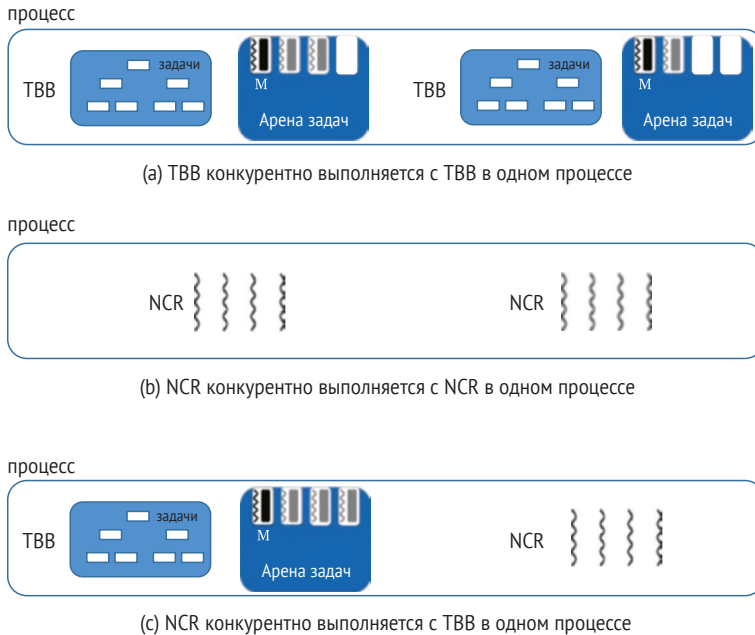 процесс
задачи
TBB
М
Арена задач
TBB
задачи
М
Арена задач
(a) TBB конкурентно выполняется с TBB в одном процессе
процесс
NCR
NCR
(b) NCR конкурентно выполняется с NCR в одном процессе
процесс
задачи
TBB
М
Арена задач
NCR
(c) NCR конкурентно выполняется с TBB в одном процессе